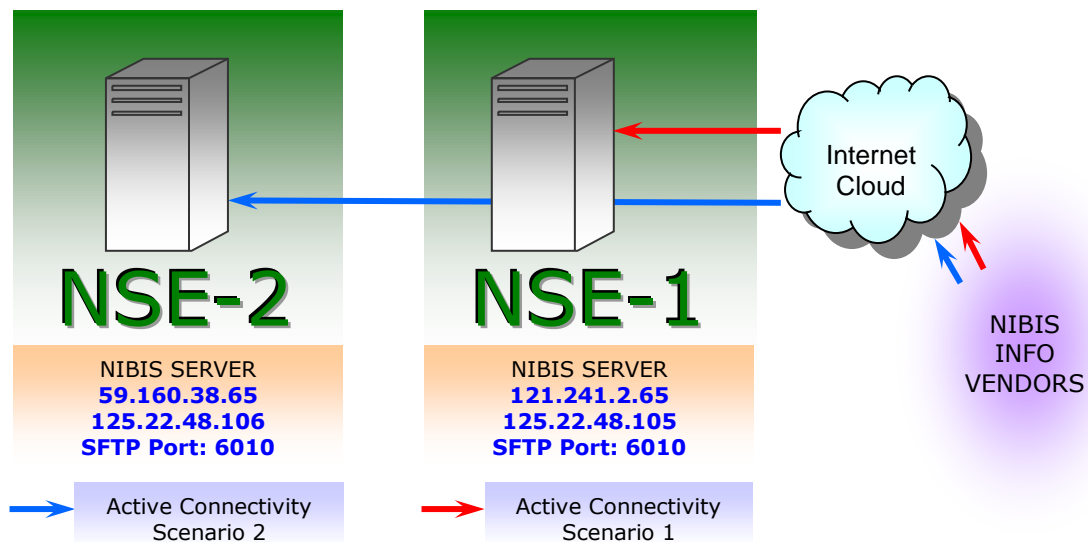 Internet
Cloud
NSE-2
NSE-1
NIBIS
INFO
VENDORS
NIBIS SERVER
59.160.38.65
125.22.48.106
SFTP Port: 6010
NIBIS SERVER
121.241.2.65
125.22.48.105
SFTP Port: 6010
Active Connectivity
Scenario 2
Active Connectivity
Scenario 1